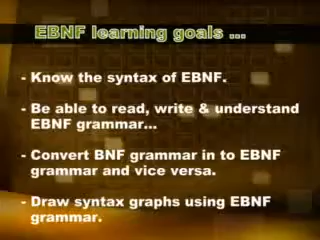 EBNF learning goals ...
- Know the syntax of EBNF.
- Be able to read, write & understand
EBNF grammar...
- Convert BNF grammar in to EBNF
grammar and vice versa.
- Draw syntax graphs using EBNF
grammar.